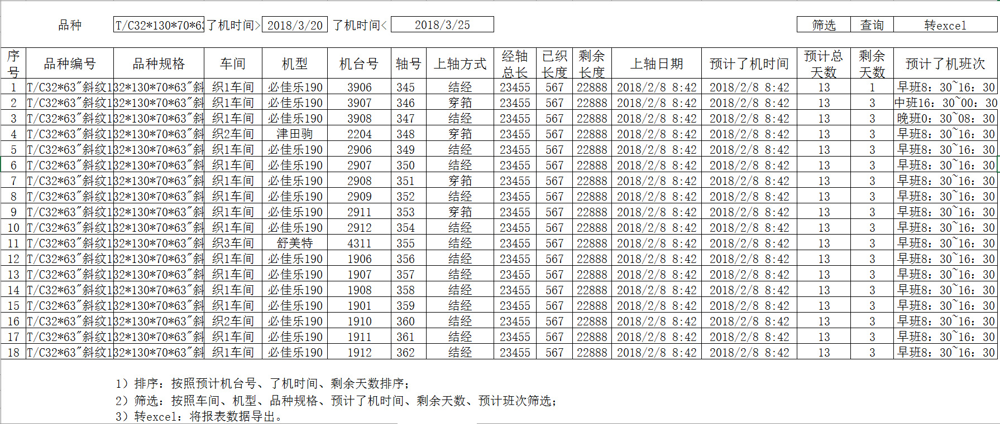 品种 T/C32*130*70*63 了机时间> 2018/3/20 了机时间< 2018/3/25 筛选 查询 转excel
序号 品种编号 品种规格 车间 机型 机台号 轴号 上轴方式 经轴总长 已织长度 剩余长度 上轴日期 预计了机时间 预计总天数 剩余天数 预计了机班次
1 T/C32*63"斜纹1 32*130*70*63"斜 织1车间 必佳乐190 3906 345 结经 23455 567 22888 2018/2/8 8:42 2018/2/8 8:42 13 1 早班8：30~16：30
2 T/C32*63"斜纹1 32*130*70*63"斜 织1车间 必佳乐190 3907 346 穿筘 23455 567 22888 2018/2/8 8:42 2018/2/8 8:42 13 3 中班16：30~00：30
3 T/C32*63"斜纹1 32*130*70*63"斜 织1车间 必佳乐190 3908 347 结经 23455 567 22888 2018/2/8 8:42 2018/2/8 8:42 13 3 晚班0：30~08：30
4 T/C32*63"斜纹1 32*130*70*63"斜 织2车间 津田驹 2204 348 穿筘 23455 567 22888 2018/2/8 8:42 2018/2/8 8:42 13 3 早班8：30~16：30
5 T/C32*63"斜纹1 32*130*70*63"斜 织1车间 必佳乐190 2906 349 结经 23455 567 22888 2018/2/8 8:42 2018/2/8 8:42 13 3 早班8：30~16：30
6 T/C32*63"斜纹1 32*130*70*63"斜 织1车间 必佳乐190 2907 350 结经 23455 567 22888 2018/2/8 8:42 2018/2/8 8:42 13 3 早班8：30~16：30
7 T/C32*63"斜纹1 32*130*70*63"斜 织1车间 必佳乐190 2908 351 穿筘 23455 567 22888 2018/2/8 8:42 2018/2/8 8:42 13 3 早班8：30~16：30
8 T/C32*63"斜纹1 32*130*70*63"斜 织1车间 必佳乐190 2909 352 结经 23455 567 22888 2018/2/8 8:42 2018/2/8 8:42 13 3 早班8：30~16：30
9 T/C32*63"斜纹1 32*130*70*63"斜 织1车间 必佳乐190 2911 353 穿筘 23455 567 22888 2018/2/8 8:42 2018/2/8 8:42 13 3 早班8：30~16：30
10 T/C32*63"斜纹1 32*130*70*63"斜 织1车间 必佳乐190 2912 354 结经 23455 567 22888 2018/2/8 8:42 2018/2/8 8:42 13 3 早班8：30~16：30
11 T/C32*63"斜纹1 32*130*70*63"斜 织3车间 舒美特 4311 355 结经 23455 567 22888 2018/2/8 8:42 2018/2/8 8:42 13 3 早班8：30~16：30
12 T/C32*63"斜纹1 32*130*70*63"斜 织1车间 必佳乐190 1906 356 结经 23455 567 22888 2018/2/8 8:42 2018/2/8 8:42 13 3 早班8：30~16：30
13 T/C32*63"斜纹1 32*130*70*63"斜 织1车间 必佳乐190 1907 357 结经 23455 567 22888 2018/2/8 8:42 2018/2/8 8:42 13 3 早班8：30~16：30
14 T/C32*63"斜纹1 32*130*70*63"斜 织1车间 必佳乐190 1908 358 结经 23455 567 22888 2018/2/8 8:42 2018/2/8 8:42 13 3 早班8：30~16：30
15 T/C32*63"斜纹1 32*130*70*63"斜 织1车间 必佳乐190 1901 359 结经 23455 567 22888 2018/2/8 8:42 2018/2/8 8:42 13 3 早班8：30~16：30
16 T/C32*63"斜纹1 32*130*70*63"斜 织2车间 必佳乐190 1910 360 结经 23455 567 22888 2018/2/8 8:42 2018/2/8 8:42 13 3 早班8：30~16：30
17 T/C32*63"斜纹1 32*130*70*63"斜 织1车间 必佳乐190 1911 361 结经 23455 567 22888 2018/2/8 8:42 2018/2/8 8:42 13 3 早班8：30~16：30
18 T/C32*63"斜纹1 32*130*70*63"斜 织1车间 必佳乐190 1912 362 结经 23455 567 22888 2018/2/8 8:42 2018/2/8 8:42 13 3 早班8：30~16：30
1）排序：按照预计机台号、了机时间、剩余天数排序；
2）筛选：按照车间、机型、品种规格、预计了机时间、剩余天数、预计班次筛选；
3）转excel：将报表数据导出。